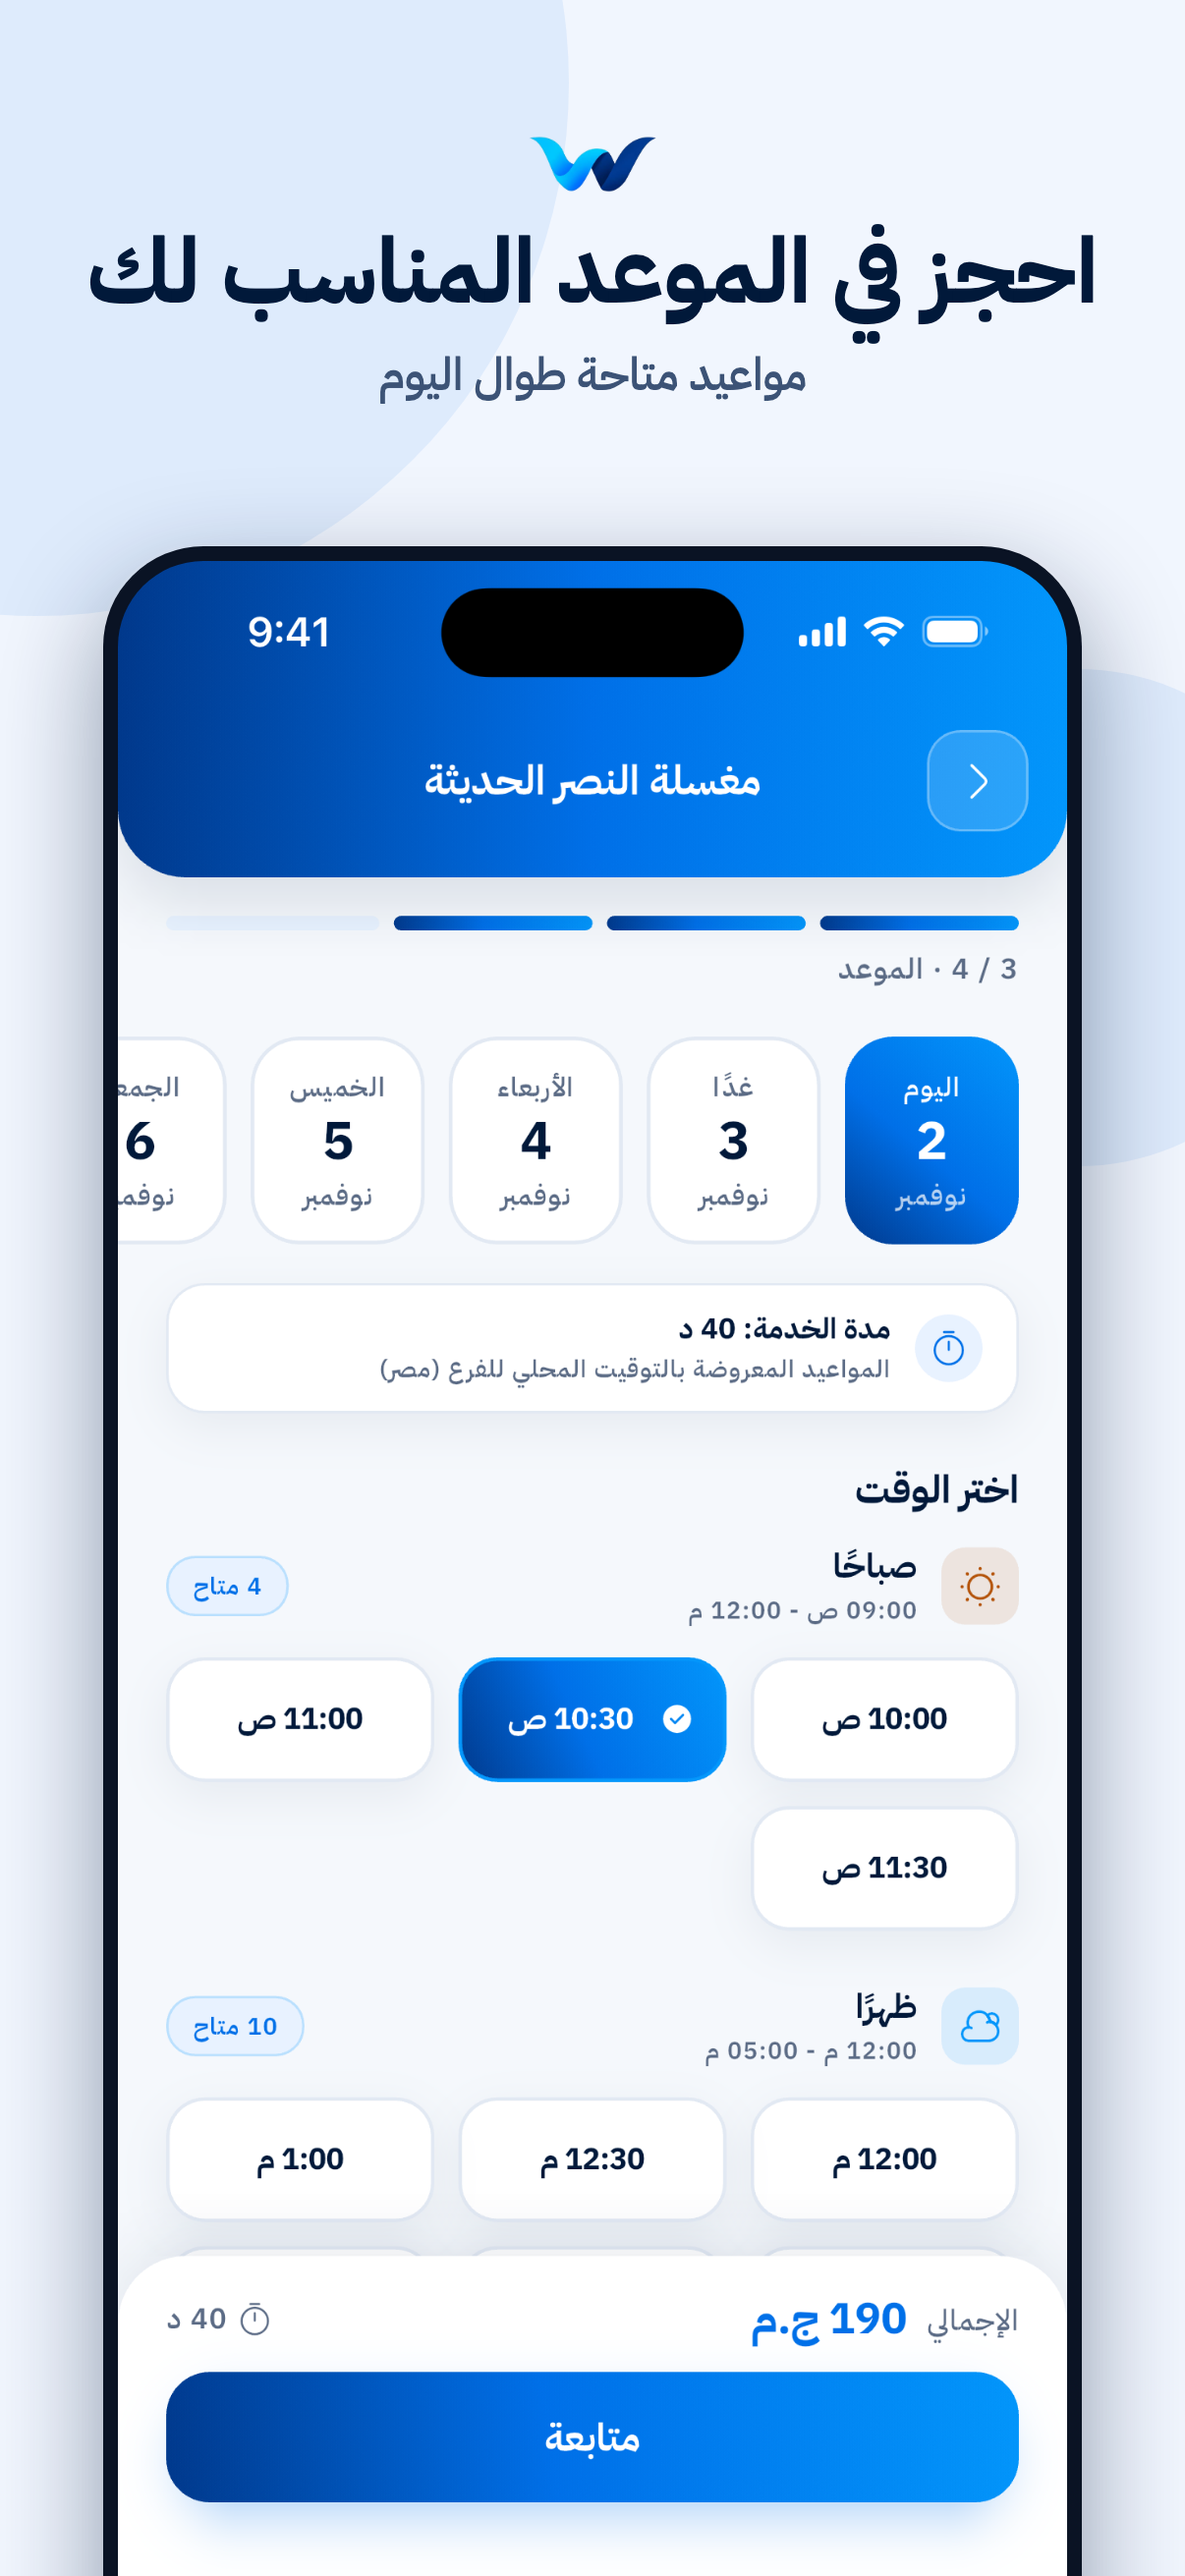 احجز في الموعد المناسب لك
مواعيد متاحة طوال اليوم
9:41
مغسلة النصر الحديثة
3 / 4 · الموعد
اليوم
2
نوفمبر
غدًا
3
نوفمبر
الأربعاء
4
نوفمبر
الخميس
5
نوفمبر
الجمع
6
نوفم
مدة الخدمة: 40 د
المواعيد المعروضة بالتوقيت المحلي للفرع (مصر)
اختر الوقت
صباحًا
4 متاح
09:00 ص - 12:00 م
10:00 ص
10:30 ص
11:00 ص
11:30 ص
ظهرًا
10 متاح
12:00 م - 05:00 م
12:00 م
12:30 م
1:00 م
الإجمالي 190 ج.م
40 د
متابعة